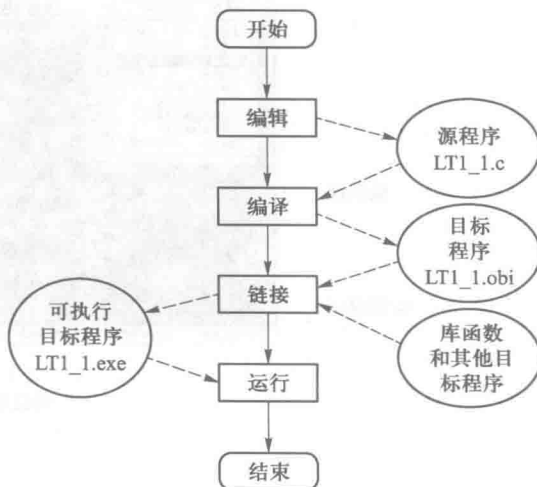 开始
编辑
源程序
LT1_1.c
编译
目标
程序
LT1_1.obi
链接
可执行
目标程序
LT1_1.exe
库函数
和其他目
标程序
运行
结束